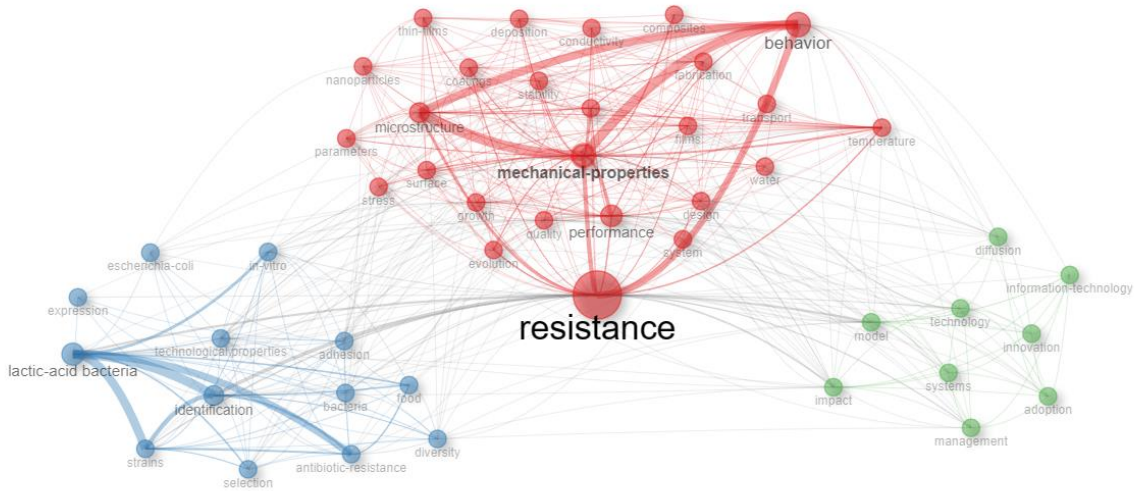 thin-films
deposition
conductivity
composites
behavior
nanoparticles
coatings
stability
fabrication
microstructure
transport
parameters
films
temperature
mechanical-properties
surface
water
stress
growth
quality
performance
design
system
evolution
escherichia-coli
in-vitro
diffusion
expression
information-technology
resistance
technology
technological properties
adhesion
model
innovation
lactic-acid bacteria
identification
bacteria
food
impact
systems
adoption
strains
selection
antibiotic-resistance
diversity
management